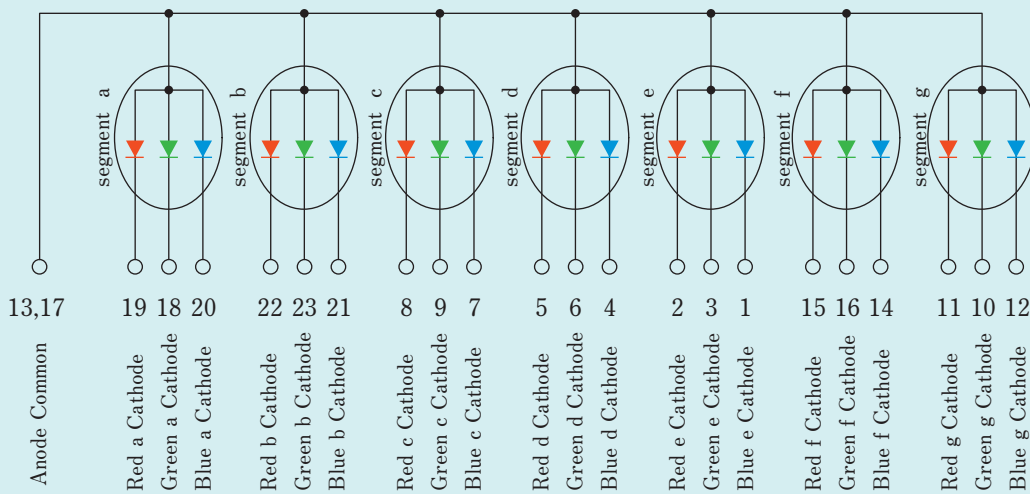 segment a
segment b
segment c
segment d
segment e
segment f
segment g
13,17
19 18 20
22 23 21
8 9 7
5 6 4
2 3 1
15 16 14
11 10 12
Anode Common
Red a Cathode
Green a Cathode
Blue a Cathode
Red b Cathode
Green b Cathode
Blue b Cathode
Red c Cathode
Green c Cathode
Blue c Cathode
Red d Cathode
Green d Cathode
Blue d Cathode
Red e Cathode
Green e Cathode
Blue e Cathode
Red f Cathode
Green f Cathode
Blue f Cathode
Red g Cathode
Green g Cathode
Blue g Cathode